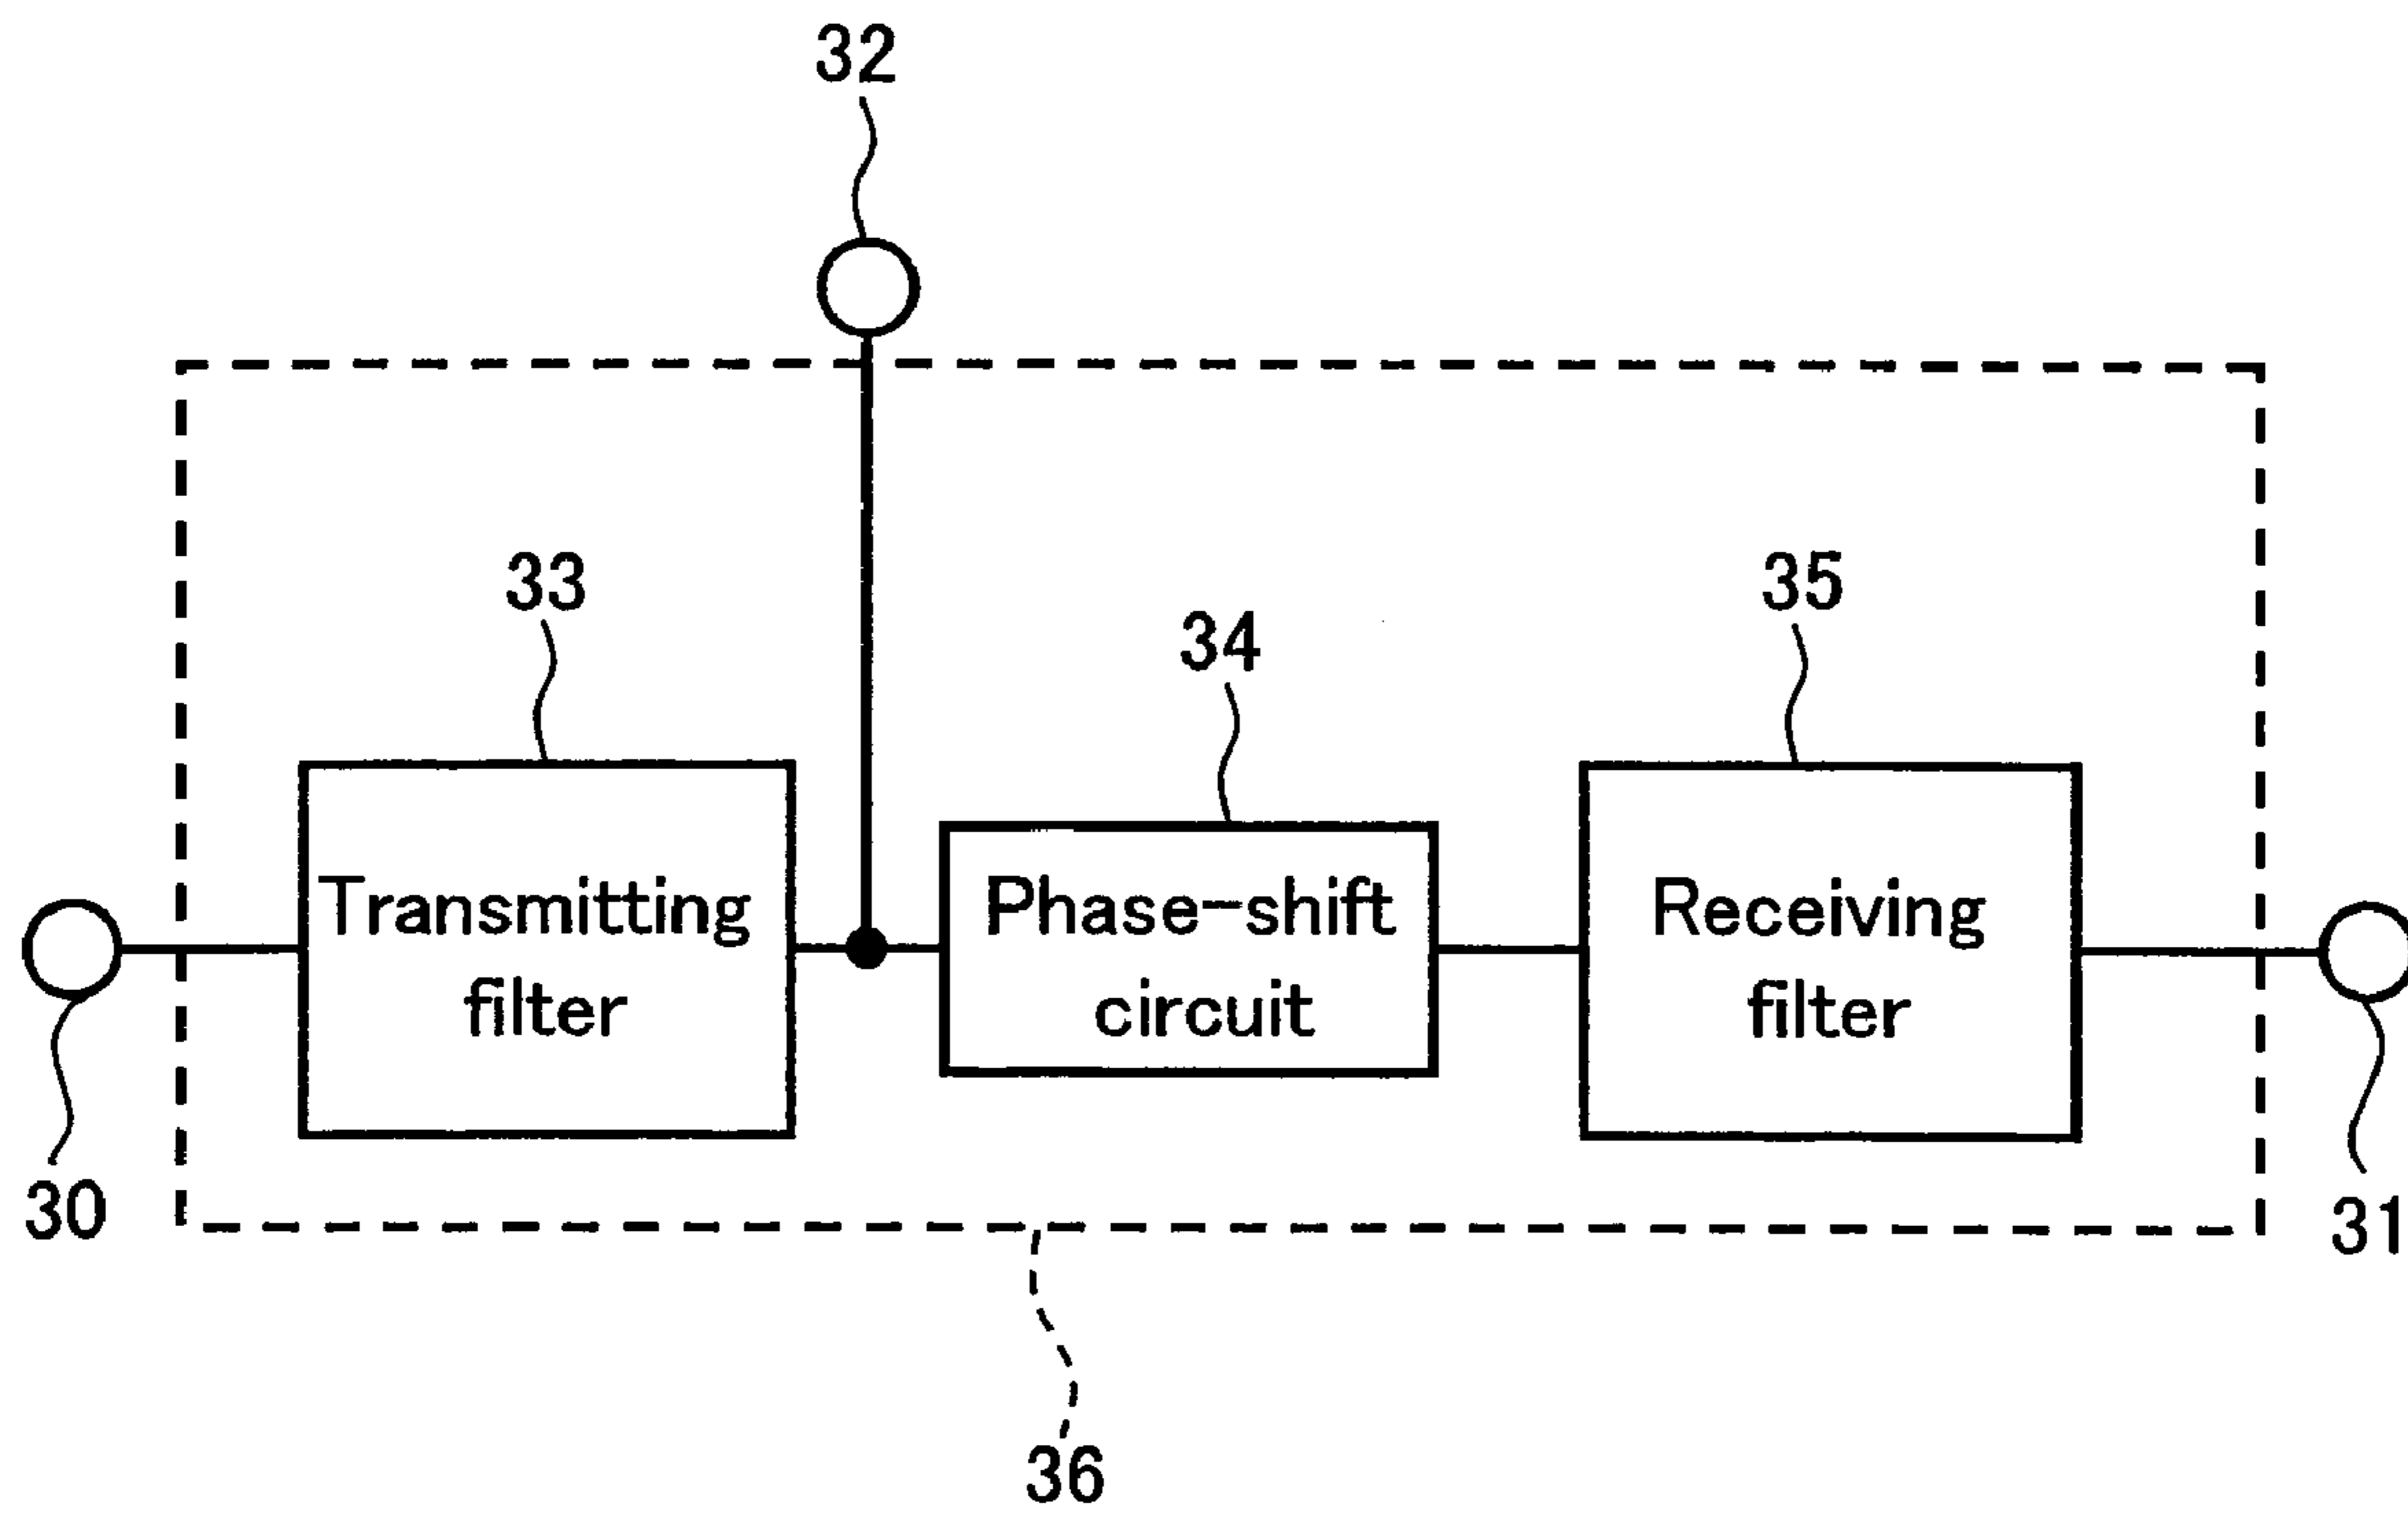 32
33
34
35
Transmitting
filter
Phase-shift
circuit
Receiving
filter
30
31
36